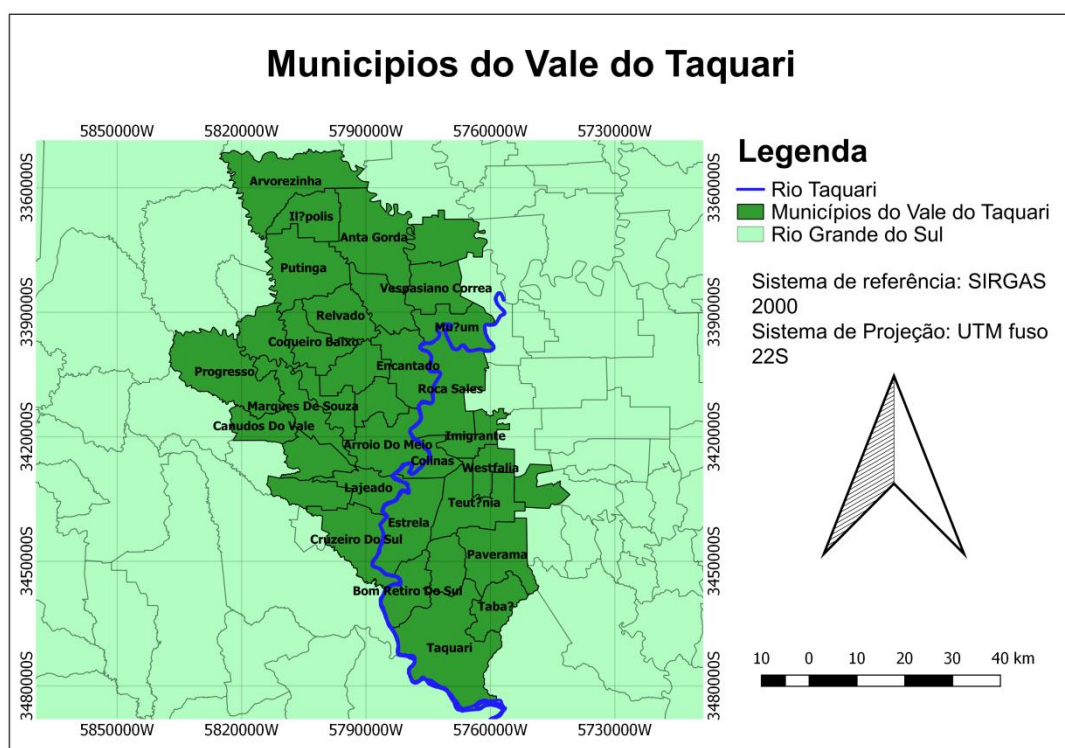 Municipios do Vale do Taquari
5850000W 5820000W 5790000W 5760000W 5730000W
3360000S 3390000S 3420000S 3450000S 3480000S
Arvorezinha
Il?polis
Anta Gorda
Putinga
Vespasiano Correa
Relvado
Mu?um
Coqueiro Baixo
Encantado
Progresso
Roca Sales
Marques De Souza
Canudos Do Vale
Imigrante
Arroio Do Meio
Colinas
Westfalia
Lajeado
Teut?nia
Estrela
Cruzeiro Do Sul
Paverama
Bom Retiro Do Sul
Taba?
Taquari
3360000S 3390000S 3420000S 3450000S 3480000S
5850000W 5820000W 5790000W 5760000W 5730000W
Legenda
Rio Taquari
Municípios do Vale do Taquari
Rio Grande do Sul
Sistema de referência: SIRGAS
2000
Sistema de Projeção: UTM fuso
22S
10 0 10 20 30 40 km